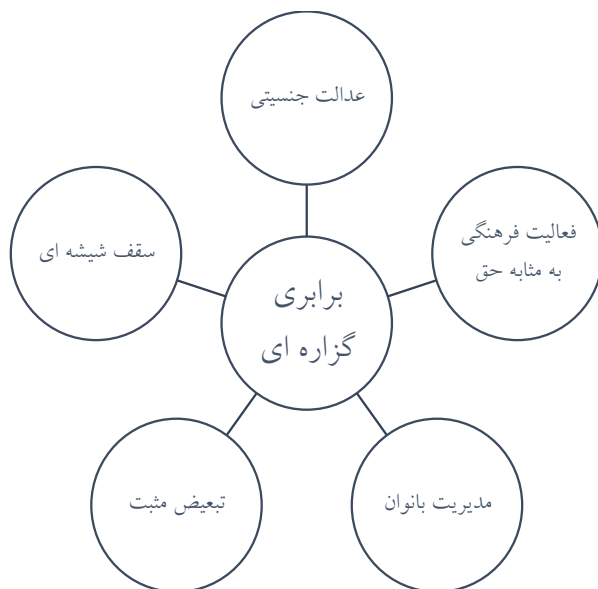 عدالت جنسیتی
فعالیت فرهنگی
به مثابه حق
سقف شیشه ای
برابری
گزاره ای
مدیریت بانوان
تبعیض مثبت